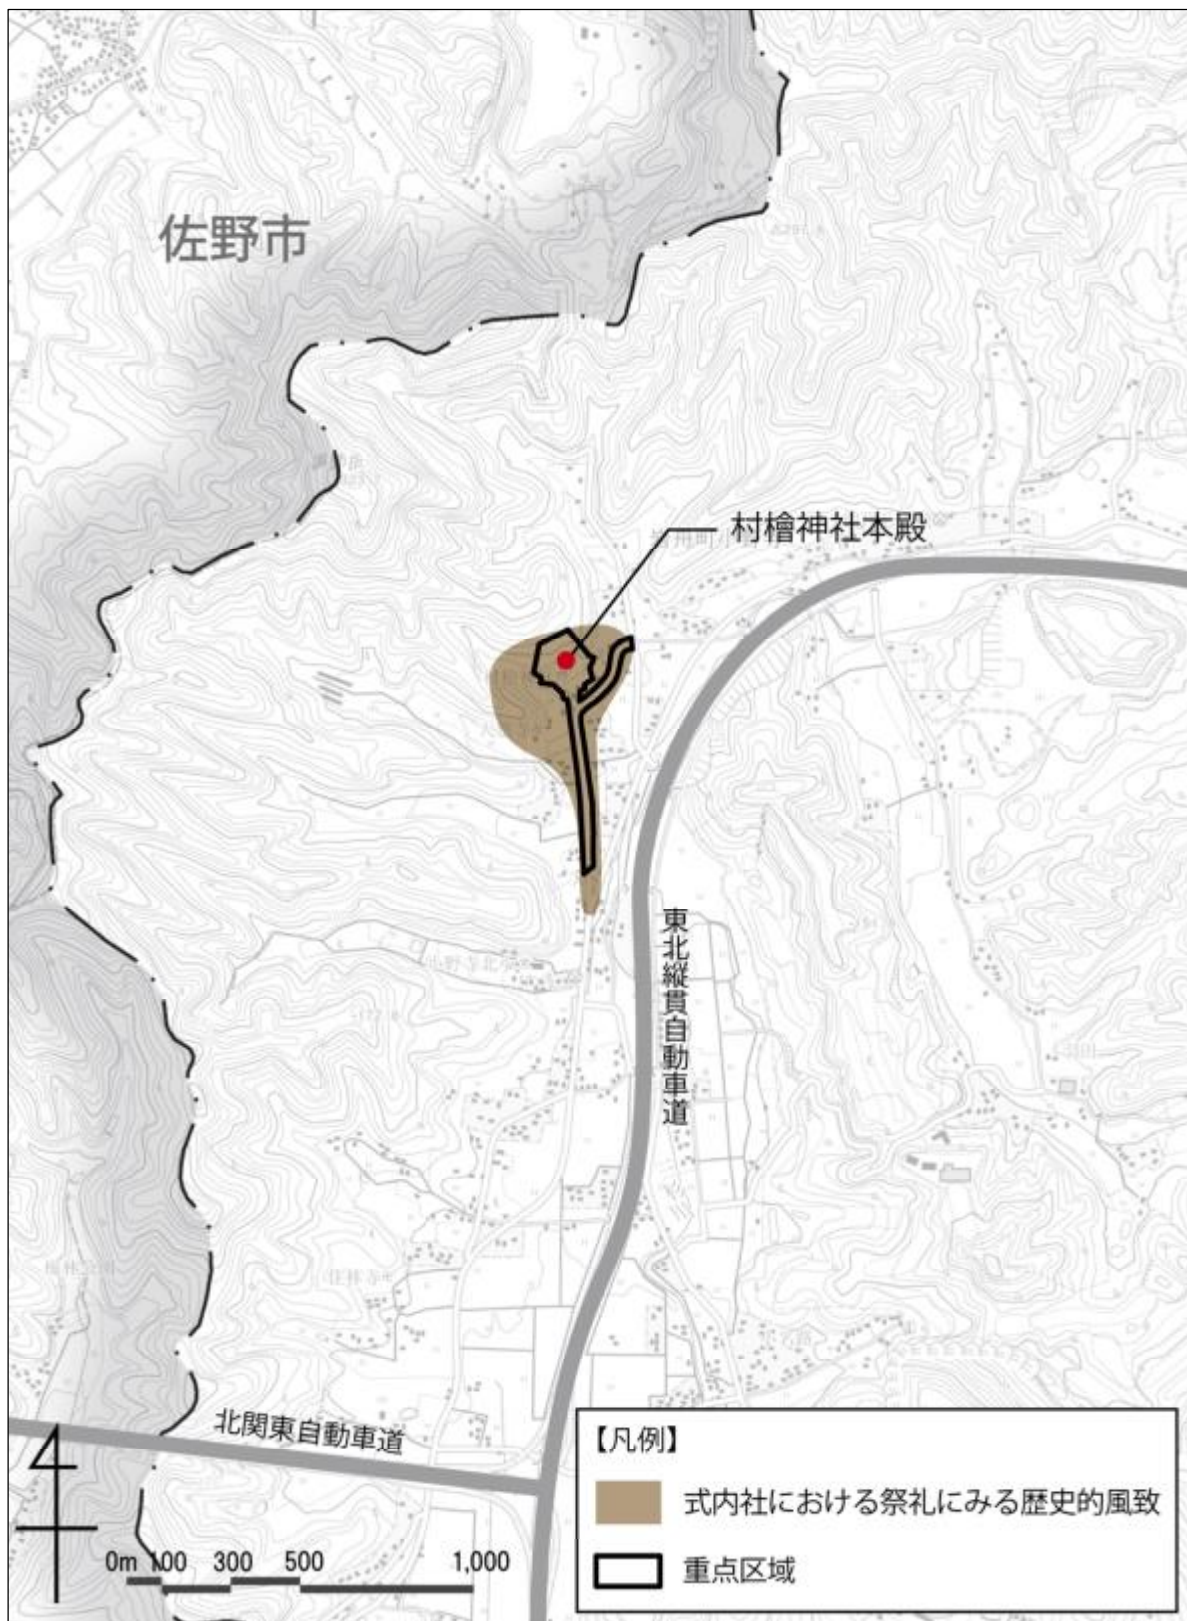 佐野市
村檜神社本殿
東北縦貫自動車道
北関東自動車道
【凡例】
式内社における祭礼にみる歴史的風致
重点区域
0m 100 300 500 1,000